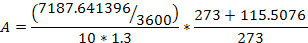 A = (7187.641396/3600) / (10 * 1.3) * (273 + 115.5076) / 273